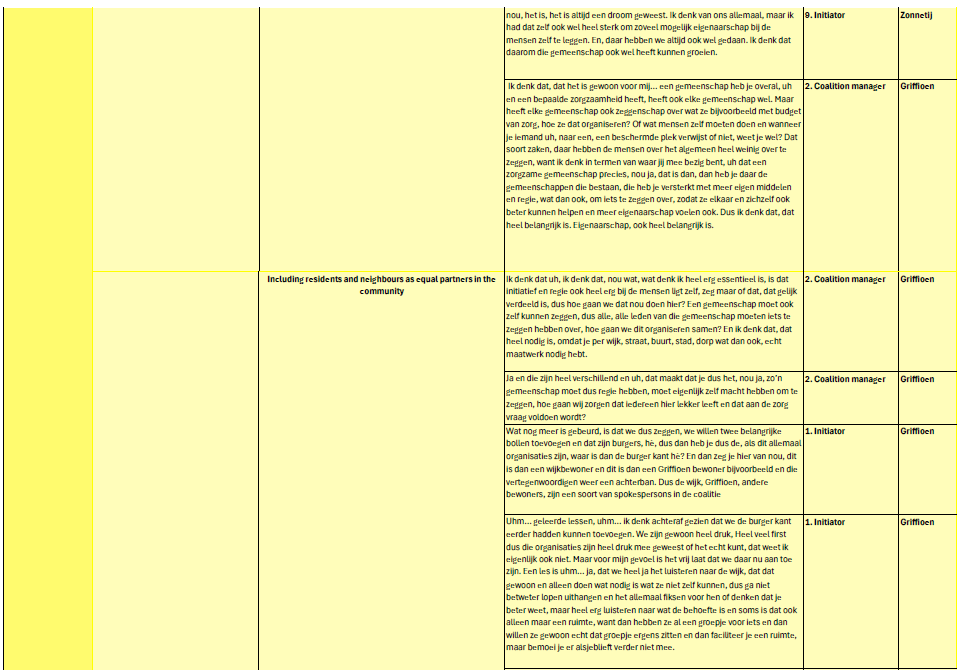 nou, het is, het is altijd een droom geweest. Ik denk van ons allemaal, maar ik
had dat zelf ook wel heel sterk om zoveel mogelijk eigenaarschap bij de
mensen zelf te leggen. En, daar hebben we altijd ook wel gedaan. Ik denk dat
daarom die gemeenschap ook wel heeft kunnen groeien.
9. Initiator
Zonnetij
Ik denk dat, dat het is gewoon voor mij... een gemeenschap heb je overal, uh
en een bepaalde zorgzaamheid heeft, heeft ook elke gemeenschap wel. Maar
heeft elke gemeenschap ook zeggenschap over wat ze bijvoorbeeld met budget
van zorg, hoe ze dat organiseren? Of wat mensen zelf moeten doen en wanneer
je iemand uh, naar een, een beschermde plek verwijst of niet, weet je wel? Dat
soort zaken, daar hebben de mensen over het algemeen heel weinig over te
zeggen, want ik denk in termen van waar jij mee bezig bent, uh dat een
zorgzame gemeenschap precies, nou ja, dat is dan, dan heb je daar de
gemeenschappen die bestaan, die heb je versterkt met meer eigen middelen
en regie, wat dan ook, om iets te zeggen over, zodat ze elkaar en zichzelf ook
beter kunnen helpen en meer eigenaarschap voelen ook. Dus ik denk dat, dat
heel belangrijk is. Eigenaarschap, ook heel belangrijk is.
2. Coalition manager
Griffioen
Including residents and neighbours as equal partners in the
community
Ik denk dat uh, ik denk dat, nou wat, wat denk ik heel erg essentieel is, is dat
initiatief en regie ook heel erg bij de mensen ligt zelf, zeg maar of dat, dat gelijk
verdeeld is, dus hoe gaan we dat nou doen hier? Een gemeenschap moet ook
zelf kunnen zeggen, dus alle, alle leden van die gemeenschap moeten iets te
zeggen hebben over, hoe gaan we dit organiseren samen? En ik denk dat, dat
heel nodig is, omdat je per wijk, straat, buurt, stad, dorp wat dan ook, echt
maatwerk nodig hebt.
2. Coalition manager
Griffioen
Ja en die zijn heel verschillend en uh, dat maakt dat je dus het, nou ja, zo'n
gemeenschap moet dus regie hebben, moet eigenlijk zelf macht hebben om te
zeggen, hoe gaan wij zorgen dat iedereen hier lekker leeft en dat aan de zorg
vraag voldoen wordt?
2. Coalition manager
Griffioen
Wat nog meer is gebeurd, is dat we dus zeggen, we willen twee belangrijke
bollen toevoegen en dat zijn burgers, hè, dus dan heb je dus de, als dit allemaal
organisaties zijn, waar is dan de burger kant hè? En dan zeg je hier van nou, dit
is dan een wijkbewoner en dit is dan een Griffioen bewoner bijvoorbeeld en die
vertegenwoordigen weer een achterban. Dus de wijk, Griffioen, andere
bewoners, zijn een soort van spokespersons in de coalitie
1. Initiator
Griffioen
Uhm... geleerde lessen, uhm... ik denk achteraf gezien dat we de burger kant
eerder hadden kunnen toevoegen. We zijn gewoon heel druk, Heel veel first
dus die organisaties zijn heel druk mee geweest of het echt kunt, dat weet ik
eigenlijk ook niet. Maar voor mijn gevoel is het vrij laat dat we daar nu aan toe
zijn. Een les is uhm... ja, dat we heel ja het luisteren naar de wijk, dat dat
gewoon en alleen doen wat nodig is wat ze niet zelf kunnen, dus ga niet
betweter lopen uithangen en het allemaal fiksen voor hen of denken dat je
beter weet, maar heel erg luisteren naar wat de behoefte is en soms is dat ook
alleen maar een ruimte, want dan hebben ze al een groepje voor iets en dan
willen ze gewoon echt dat groepje ergens zitten en dan faciliteer je een ruimte,
maar bemoei je er alsjeblieft verder niet mee.
1. Initiator
Griffioen